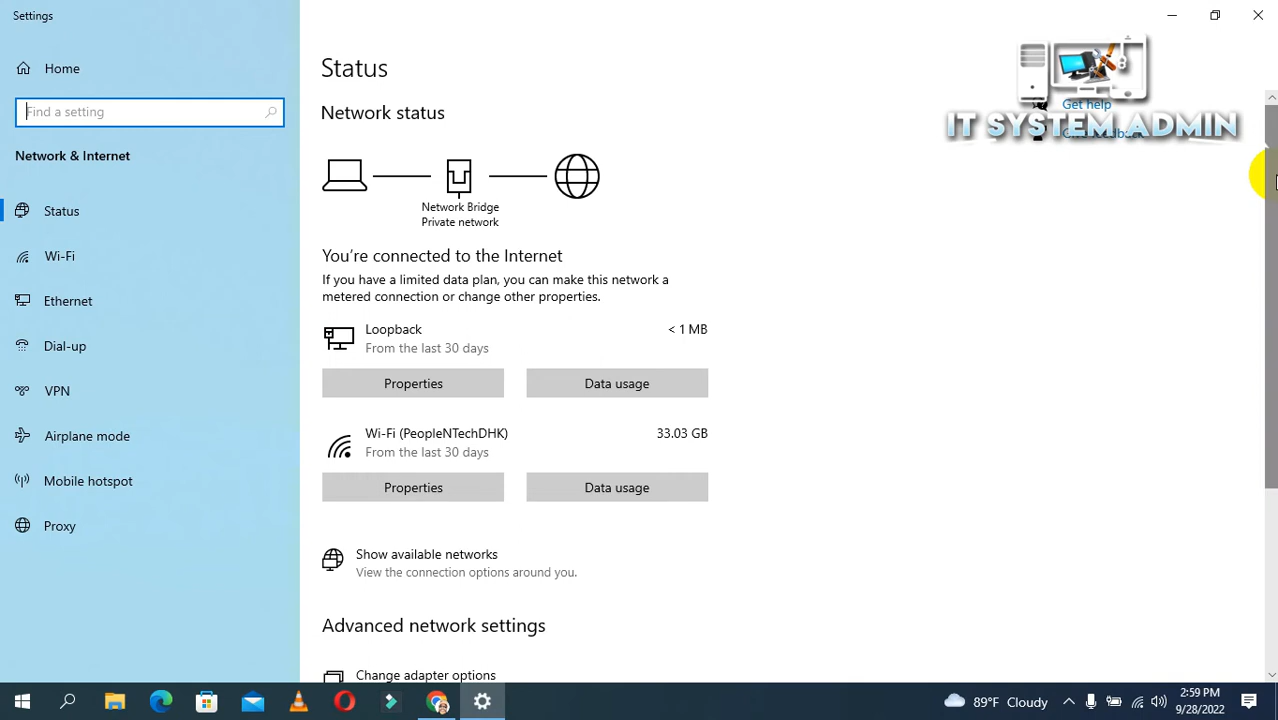 Settings
Home
Find a setting
Network & Internet
Status
Wi-Fi
Ethernet
Dial-up
VPN
Airplane mode
Mobile hotspot
Proxy
Status
Network status
Network Bridge
Private network
You're connected to the Internet
If you have a limited data plan, you can make this network a
metered connection or change other properties.
Loopback
From the last 30 days
< 1 MB
Properties
Data usage
Wi-Fi (PeopleNTechDHK)
From the last 30 days
33.03 GB
Properties
Data usage
Show available networks
View the connection options around you.
Advanced network settings
Change adapter options
Get help
IT SYSTEM ADMIN
89°F Cloudy
2:59 PM
9/28/2022